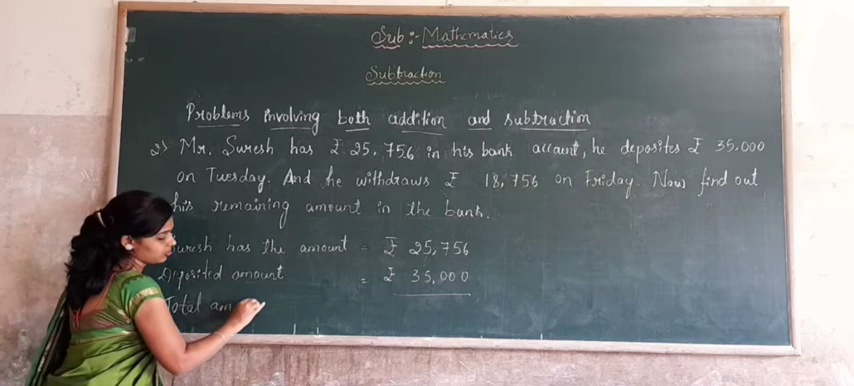 Sub :- Mathematics
Subtraction
Problems involving both addition and subtraction
2) Mr. Suresh has ₹ 25,756 in his bank account, he deposites ₹ 35,000
on Tuesday. And he withdraws ₹ 18,756 on Friday. Now find out
his remaining amount in the bank.
Suresh has the amount = ₹ 25,756
Deposited amount = ₹ 35,000
Total am